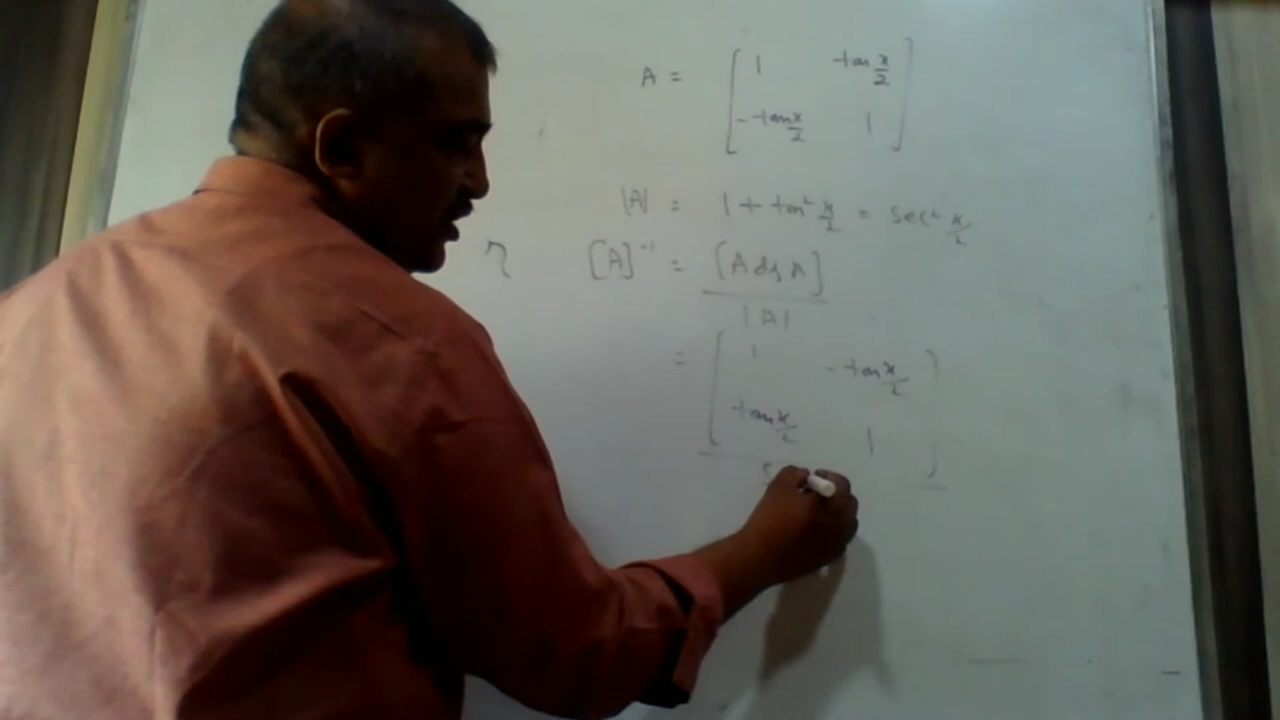 A = [ 1 tan x/2
- tan x/2 1 ]
|A| = 1 + tan² x/2 = sec² x/2
η [A]⁻¹ = [Adj A]
|A|
= [ 1 - tan x/2
tan x/2 1 ]
s